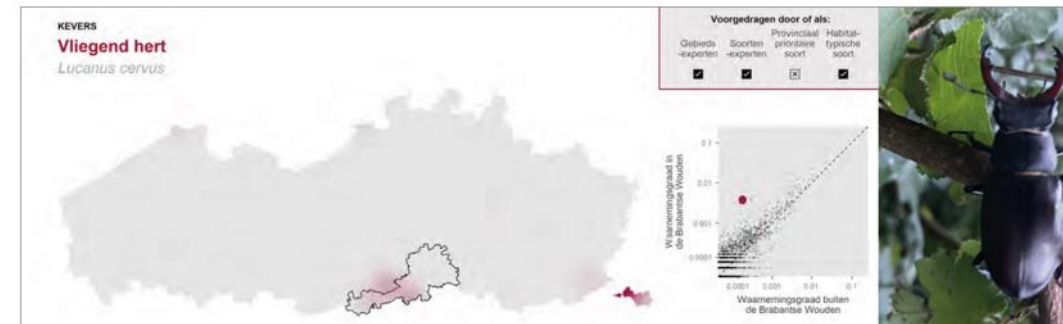 KEVERS
Vliegend hert
Lucanus cervus
Voorgedragen door of als:
Gebieds
-experten
Soorten
-experten
Provinciaal
prioritaire
soort
Habitat-
typische
soort
Waarnemingsgraad in
de Brabantse Wouden
0.1
0.01
0.001
0.0001
0.0001
0.001
0.01
0.1
Waarnemingsgraad buiten
de Brabantse Wouden